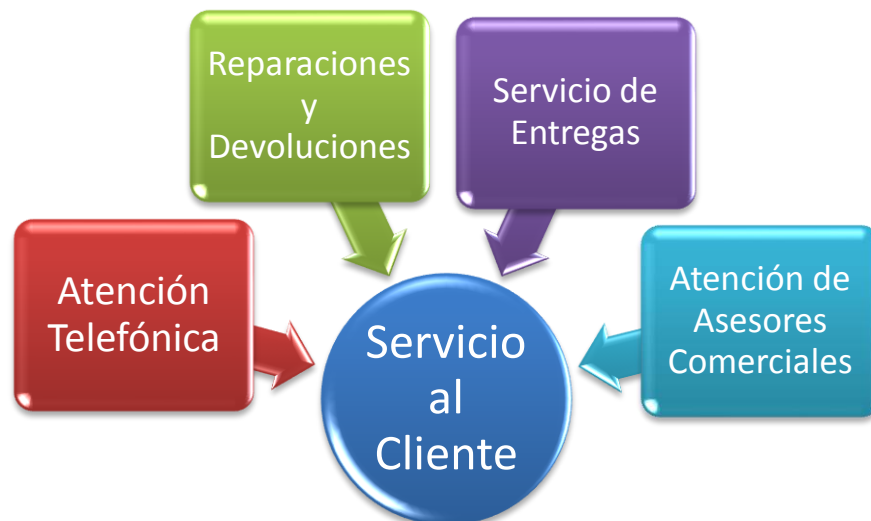 Reparaciones
y
Devoluciones
Servicio de
Entregas
Atención
Telefónica
Atención de
Asesores
Comerciales
Servicio
al
Cliente